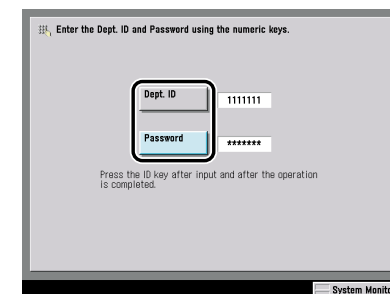 Enter the Dept. ID and Password using the numeric keys.
Dept. ID
1111111
Password
*******
Press the ID key after input and after the operation
is completed.
System Monito